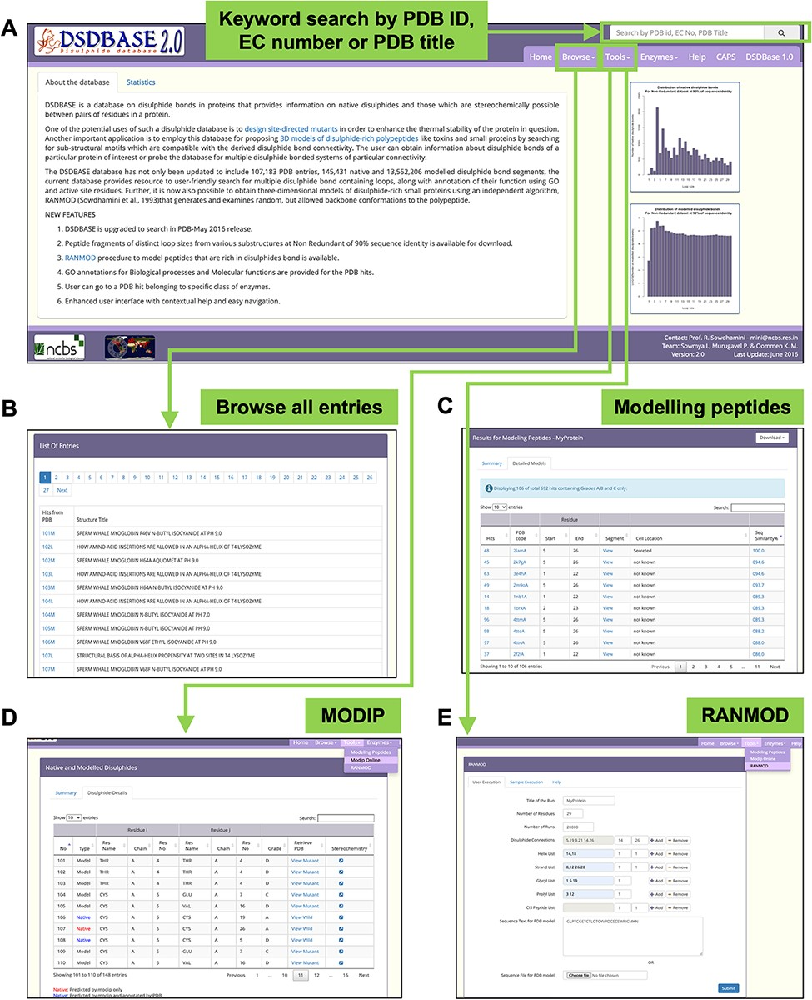 A
Keyword search by PDB ID,
EC number or PDB title
DSDBASE 2.0
Disulphide database
Search by PDB id, EC No, PDB Title
Home Browse Tools Enzymes Help CAPS DSDBase 1.0
About the database Statistics
DSDBASE is a database on disulphide bonds in proteins that provides information on native disulphides and those which are stereochemically possible
between pairs of residues in a protein.
One of the potential uses of such a disulphide database is to design site-directed mutants in order to enhance the thermal stability of the protein in question.
Another important application is to employ this database for proposing 3D models of disulphide-rich polypeptides like toxins and small proteins by searching
for sub-structural motifs which are compatible with the derived disulphide bond connectivity. The user can obtain information about disulphide bonds of a
particular protein of interest or probe the database for multiple disulphide bonded systems of particular connectivity.
The DSDBASE database has not only been updated to include 107,183 PDB entries, 145,431 native and 13,552,206 modelled disulphide bond segments, the
current database provides resource to user-friendly search for multiple disulphide bond containing loops, along with annotation of their function using GO
and active site residues. Further, it is now also possible to obtain three-dimensional models of disulphide-rich small proteins using an independent algorithm,
RANMOD (Sowdhamini et al., 1993)that generates and examines random, but allowed backbone conformations to the polypeptide.
NEW FEATURES
1. DSDBASE is upgraded to search in PDB-May 2016 release.
2. Peptide fragments of distinct loop sizes from various substructures at Non Redundant of 90% sequence identity is available for download.
3. RANMOD procedure to model peptides that are rich in disulphides bond is available.
4. GO annotations for Biological processes and Molecular functions are provided for the PDB hits.
5. User can go to a PDB hit belonging to specific class of enzymes.
6. Enhanced user interface with contextual help and easy navigation.
Distribution of native disulphide bonds
For Non-Redundant dataset at 90% of sequence identity
Loop size
Distribution of modelled disulphide bonds
For Non-Redundant dataset at 90% of sequence identity
Loop size
ncbs
Contact: Prof. R. Sowdhamini - mini@ncbs.res.in
Team: Sowmya I., Murugavel P. & Oommen K. M.
Version: 2.0 Last Update: June 2016
B
Browse all entries
List Of Entries
1 2 3 4 5 6 7 8 9 10 11 12 13 14 15 16 17 18 19 20 21 22 23 24 25 26
27 Next
Hits from
PDB Structure Title
101M SPERM WHALE MYOGLOBIN F46V N-BUTYL ISOCYANIDE AT PH 9.0
102L HOW AMINO-ACID INSERTIONS ARE ALLOWED IN AN ALPHA-HELIX OF T4 LYSOZYME
102M SPERM WHALE MYOGLOBIN H64A AQUOMET AT PH 9.0
103L HOW AMINO-ACID INSERTIONS ARE ALLOWED IN AN ALPHA-HELIX OF T4 LYSOZYME
103M SPERM WHALE MYOGLOBIN H64A N-BUTYL ISOCYANIDE AT PH 9.0
104L HOW AMINO-ACID INSERTIONS ARE ALLOWED IN AN ALPHA-HELIX OF T4 LYSOZYME
104M SPERM WHALE MYOGLOBIN N-BUTYL ISOCYANIDE AT PH 7.0
105M SPERM WHALE MYOGLOBIN N-BUTYL ISOCYANIDE AT PH 9.0
106M SPERM WHALE MYOGLOBIN V68F ETHYL ISOCYANIDE AT PH 9.0
107L STRUCTURAL BASIS OF ALPHA-HELIX PROPENSITY AT TWO SITES IN T4 LYSOZYME
107M SPERM WHALE MYOGLOBIN V68F N-BUTYL ISOCYANIDE AT PH 9.0
C
Modelling peptides
Results for Modeling Peptides - MyProtein Download
Summary Detailed Models
Displaying 106 of total 692 hits containing Grades A,B and C only.
Show 10 entries Search:
Residue
Hits PDB code Start End Segment Cell Location Seq Similarity%
48 2lamA 5 26 View Secreted 100.0
45 2k7gA 5 26 View not known 094.6
63 3e4hA 1 22 View not known 094.6
49 2m9oA 5 26 View not known 093.7
14 1nb1A 1 22 View not known 089.3
18 1orxA 2 23 View not known 089.3
96 4ttmA 5 26 View not known 089.3
98 4ttoA 5 26 View not known 088.2
97 4ttnA 5 26 View not known 088.0
37 2f2iA 1 22 View not known 086.0
Showing 1 to 10 of 106 entries Previous 1 2 3 4 5 ... 11 Next
D
MODIP
Home Browse Tools Enzymes
Modeling Peptides
Modip Online
RANMOD
Native and Modelled Disulphides
Summary Disulphide-Details
Show 10 entries Search:
Residue I Residue J
No Type Res Name Chain Res No Res Name Chain Res No Grade Retrieve PDB Stereochemistry
101 Model THR A 4 THR A 4 D View Mutant
102 Model THR A 4 THR A 4 D View Mutant
103 Model THR A 4 THR A 4 D View Mutant
104 Model CYS A 5 GLU A 7 C View Mutant
105 Model CYS A 5 VAL A 16 D View Mutant
106 Native CYS A 5 CYS A 19 A View Wild
107 Native CYS A 5 CYS A 26 A View Wild
108 Native CYS A 5 CYS A 5 D View Wild
109 Model CYS A 5 GLU A 7 C View Mutant
110 Model CYS A 5 VAL A 16 D View Mutant
Showing 101 to 110 of 148 entries Previous 1 ... 10 11 12 ... 15 Next
Native: Predicted by modip only
Native: Predicted by modip and annotated by PDB
E
RANMOD
Home Browse Tools Enzymes Help
Modeling Peptides
Modip Online
RANMOD
RANMOD
User Execution Sample Execution Help
Title of the Run MyProtein
Number of Residues 29
Number of Runs 20000
Disulphide Connections 5,19 9,21 14,26 14 26 Add Remove
Helix List 14,18 1 1 Add Remove
Strand List 8,12 26,28 1 1 Add Remove
Glycyl List 1 5 19 1 Add Remove
Prolyl List 3 12 1 Add Remove
CIS Peptide List 1 1 Add Remove
Sequence Text for PDB model GLPTCGETCTLGTCYVPDCSCSWPICMKN
OR
Sequence File for PDB model Choose file No file chosen
Submit